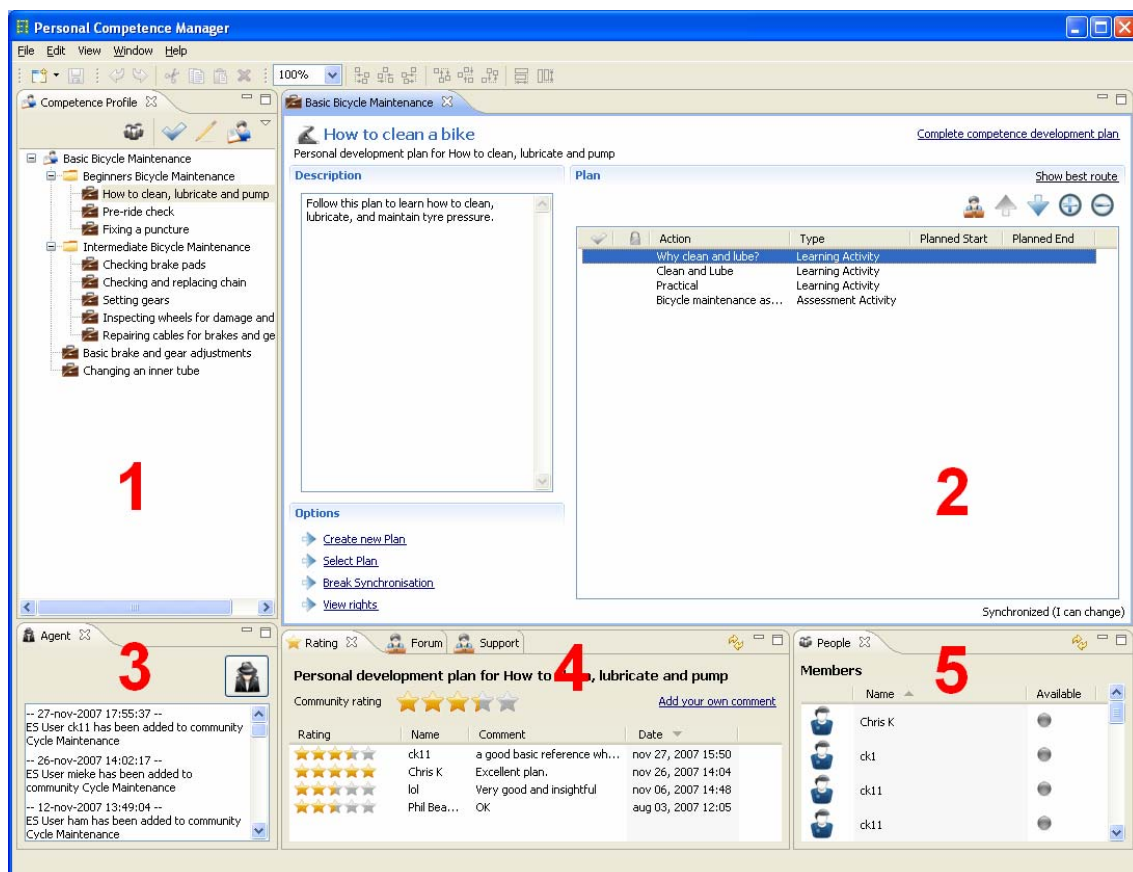 Personal Competence Manager
File Edit View Window Help
100%
Competence Profile
Basic Bicycle Maintenance
Beginners Bicycle Maintenance
How to clean, lubricate and pump
Pre-ride check
Fixing a puncture
Intermediate Bicycle Maintenance
Checking brake pads
Checking and replacing chain
Setting gears
Inspecting wheels for damage and
Repairing cables for brakes and ge
Basic brake and gear adjustments
Changing an inner tube
1
Basic Bicycle Maintenance
How to clean a bike
Complete competence development plan
Personal development plan for How to clean, lubricate and pump
Description
Follow this plan to learn how to clean,
lubricate, and maintain tyre pressure.
Options
Create new Plan
Select Plan
Break Synchronisation
View rights
Plan
Show best route
Action Type Planned Start Planned End
Why clean and lube? Learning Activity
Clean and Lube Learning Activity
Practical Learning Activity
Bicycle maintenance as... Assessment Activity
2
Synchronized (I can change)
Agent
3
-- 27-nov-2007 17:55:37 --
ES User ck11 has been added to community
Cycle Maintenance
-- 26-nov-2007 14:02:17 --
ES User mieke has been added to
community Cycle Maintenance
-- 12-nov-2007 13:49:04 --
ES User ham has been added to community
Cycle Maintenance
Rating Forum Support
4
Personal development plan for How to clean, lubricate and pump
Community rating Add your own comment
Rating Name Comment Date
ck11 a good basic reference wh... nov 27, 2007 15:50
Chris K Excellent plan. nov 26, 2007 14:04
lol Very good and insightful nov 06, 2007 14:48
Phil Bea... OK aug 03, 2007 12:05
People
5
Members
Name Available
Chris K
ck1
ck11
ck11